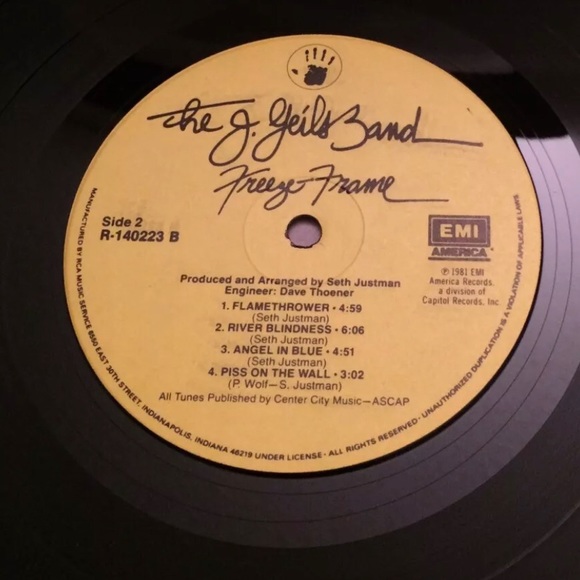 The J. Geils Band
Freeze-Frame
Side 2
R-140223 B
EMI
AMERICA
℗ 1981 EMI
America Records,
a division of
Capitol Records, Inc.
Produced and Arranged by Seth Justman
Engineer: Dave Thoener
1. FLAMETHROWER • 4:59
(Seth Justman)
2. RIVER BLINDNESS • 6:06
(Seth Justman)
3. ANGEL IN BLUE • 4:51
(Seth Justman)
4. PISS ON THE WALL • 3:02
(P. Wolf—S. Justman)
All Tunes Published by Center City Music—ASCAP
MANUFACTURED BY RCA MUSIC SERVICE 6550 EAST 30TH STREET, INDIANAPOLIS, INDIANA 46219 UNDER LICENSE • ALL RIGHTS RESERVED • UNAUTHORIZED DUPLICATION IS A VIOLATION OF APPLICABLE LAWS